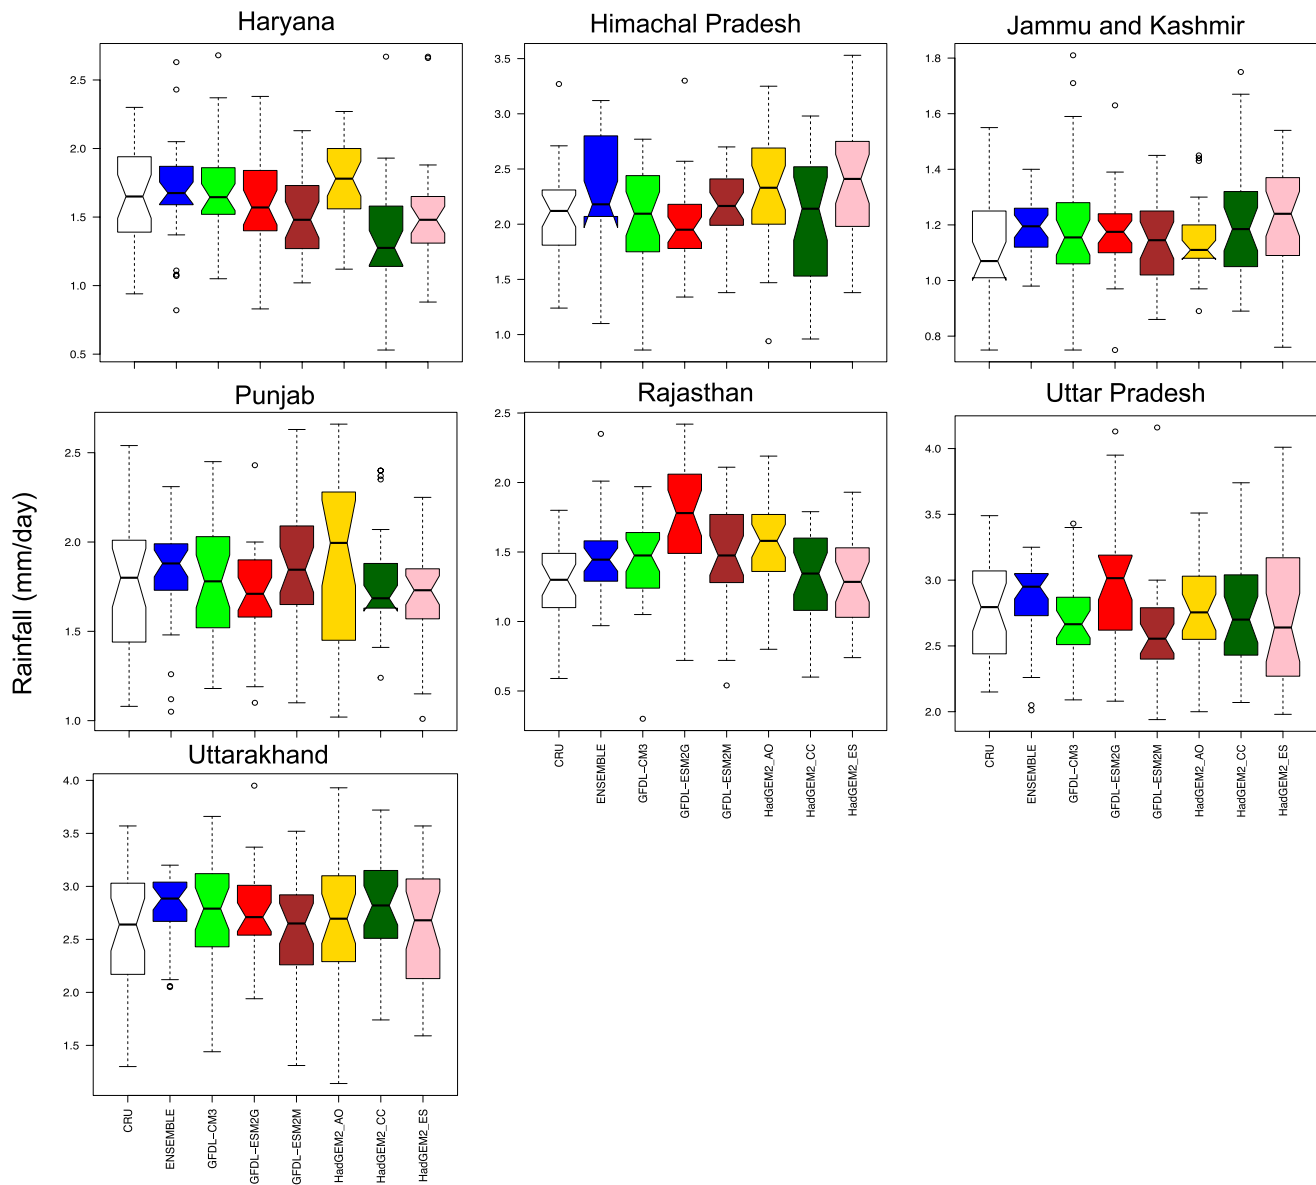 Haryana
Himachal Pradesh
Jammu and Kashmir
2.5
2.0
1.5
1.0
0.5
3.5
3.0
2.5
2.0
1.5
1.0
1.8
1.6
1.4
1.2
1.0
0.8
Punjab
Rajasthan
Uttar Pradesh
Rainfall (mm/day)
2.5
2.0
1.5
1.0
2.5
2.0
1.5
1.0
0.5
4.0
3.5
3.0
2.5
2.0
CRU
ENSEMBLE
GFDL−CM3
GFDL−ESM2G
GFDL−ESM2M
HadGEM2_AO
HadGEM2_CC
HadGEM2_ES
CRU
ENSEMBLE
GFDL−CM3
GFDL−ESM2G
GFDL−ESM2M
HadGEM2_AO
HadGEM2_CC
HadGEM2_ES
Uttarakhand
4.0
3.5
3.0
2.5
2.0
1.5
CRU
ENSEMBLE
GFDL−CM3
GFDL−ESM2G
GFDL−ESM2M
HadGEM2_AO
HadGEM2_CC
HadGEM2_ES